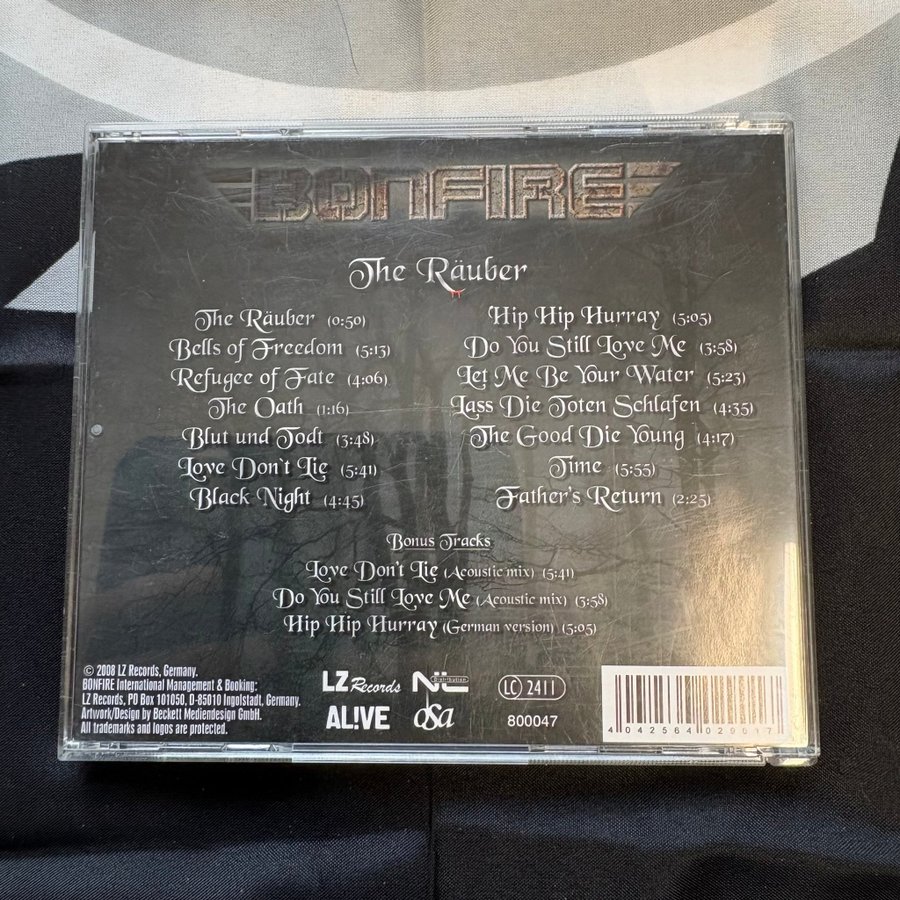 BONFIRE
The Räuber
The Räuber (0:50)
Bells of Freedom (5:13)
Refugee of Fate (4:06)
The Oath (1:16)
Blut und Todt (3:48)
Love Don't Lie (5:41)
Black Night (4:45)
Hip Hip Hurray (5:05)
Do You Still Love Me (3:58)
Let Me Be Your Water (5:23)
Lass Die Toten Schlafen (4:35)
The Good Die Young (4:17)
Time (5:55)
Father's Return (2:25)
Bonus Tracks
Love Don't Lie (Acoustic mix) (5:41)
Do You Still Love Me (Acoustic mix) (3:58)
Hip Hip Hurray (German version) (5:05)
© 2008 LZ Records, Germany.
BONFIRE International Management & Booking:
LZ Records, PO Box 101050, D-85010 Ingolstadt, Germany.
Artwork/Design by Beckett Mediendesign GmbH.
All trademarks and logos are protected.
LZ Records
Distribution
AL!VE
OSA
LC 2411
800047
4 042564 029617